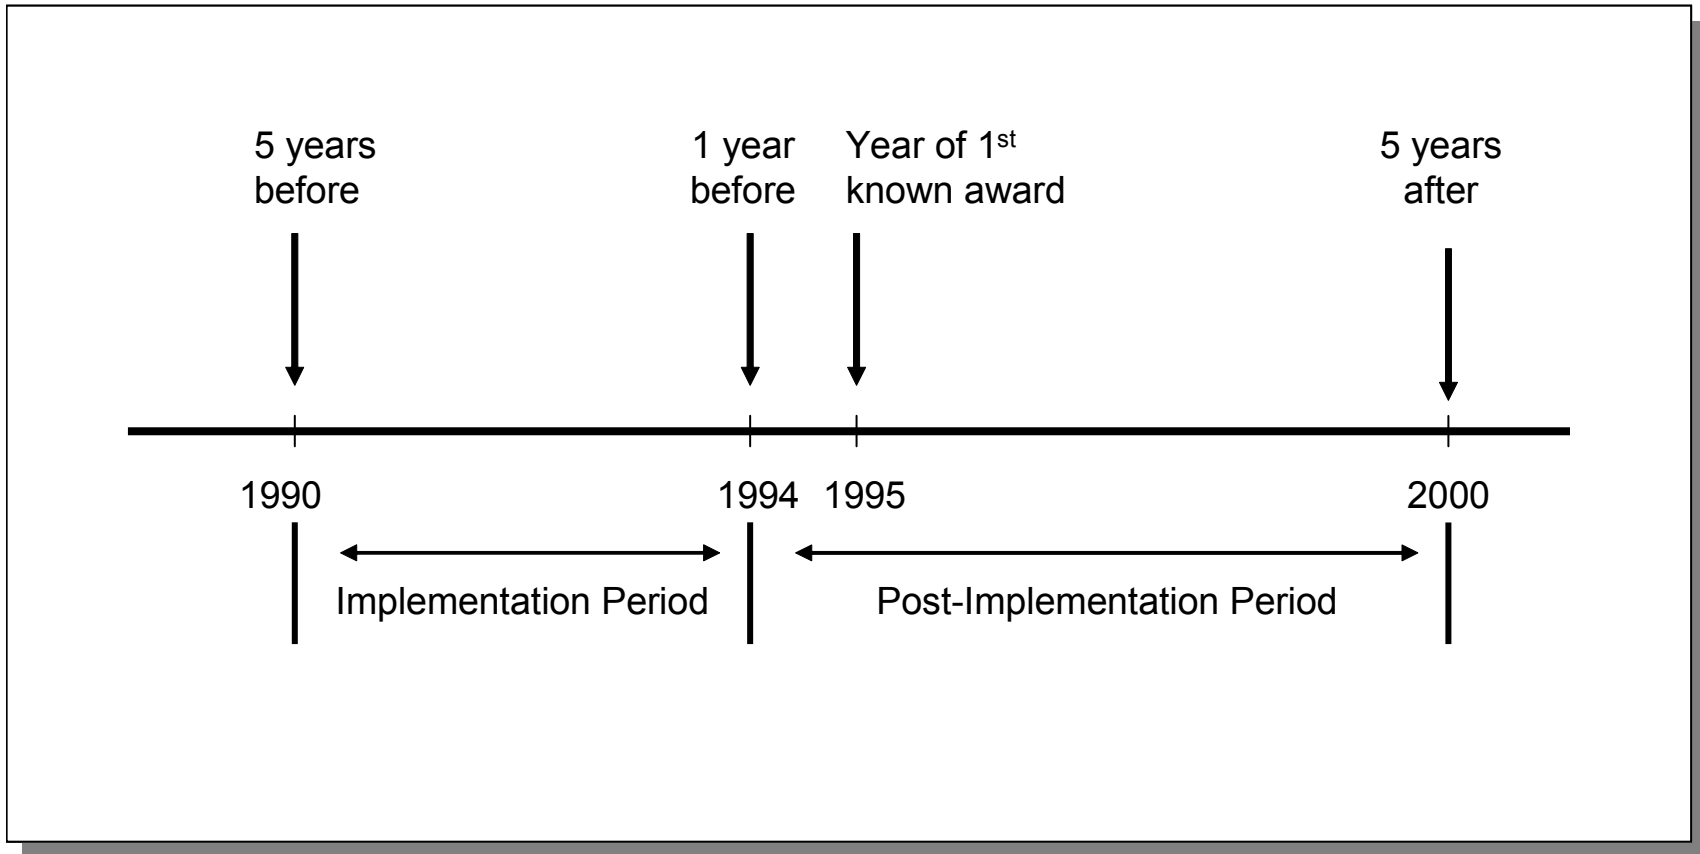 5 years
before
1 year
before
Year of 1st
known award
5 years
after
1990
1994
1995
2000
Implementation Period
Post-Implementation Period